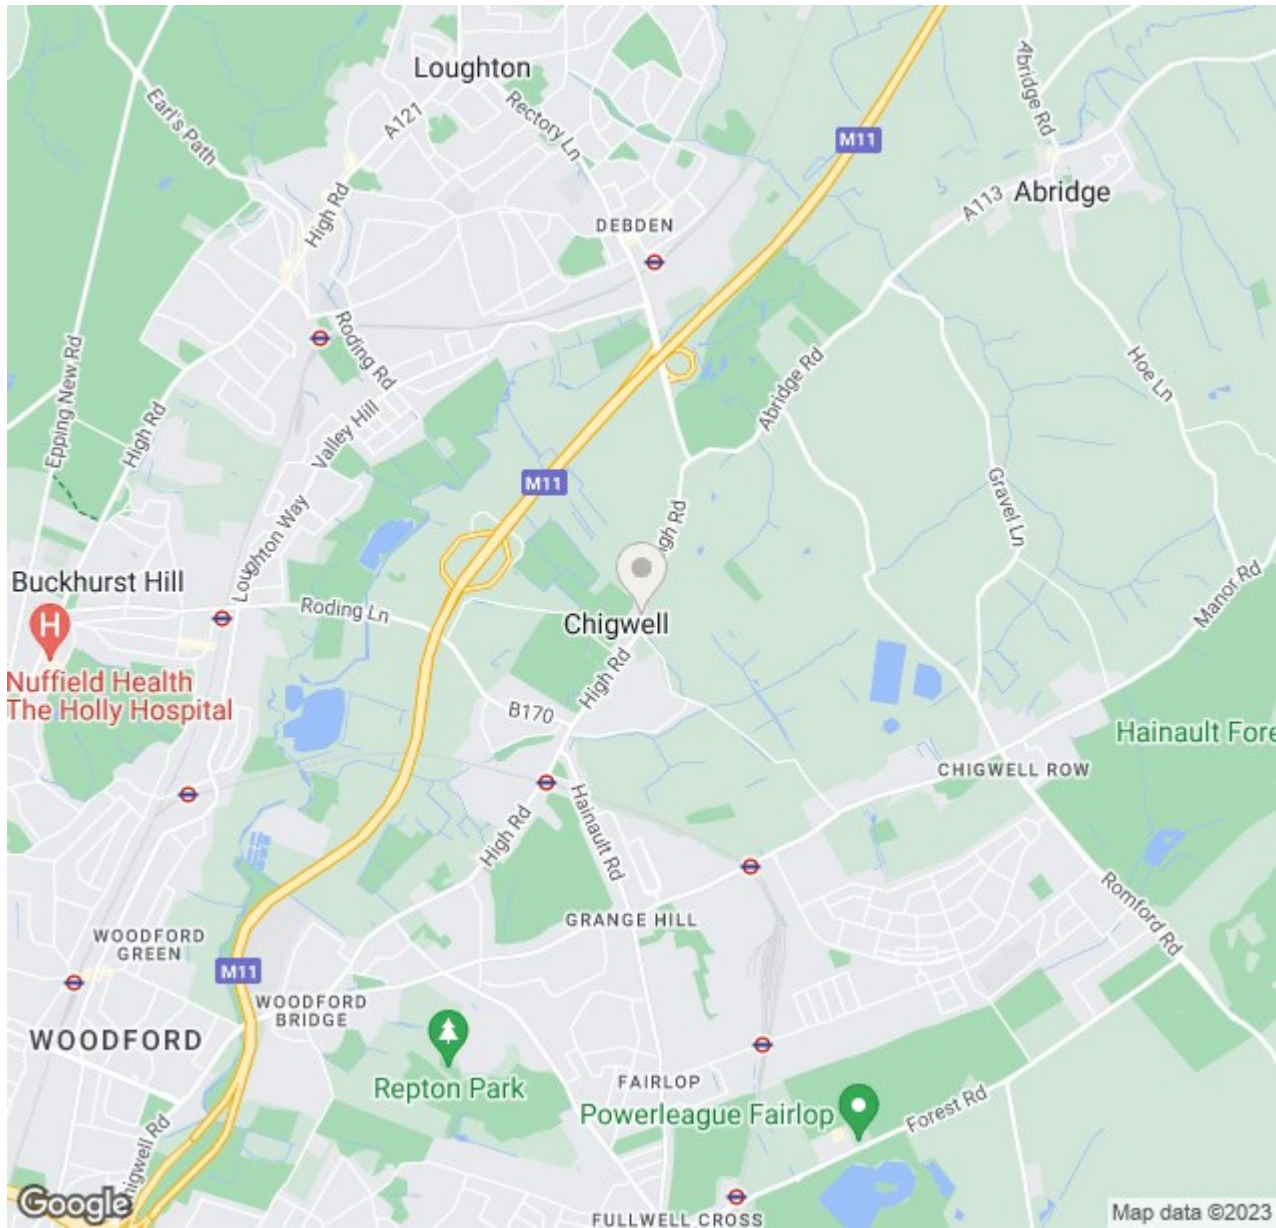 Loughton
Earl's Path
A121
Rectory Ln
M11
Abridge Rd
Abridge
A113
High Rd
DEBDEN
Roding Rd
Epping New Rd
High Rd
Valley Hill
Abridge Rd
Hoe Ln
M11
Gravel Ln
Loughton Way
Buckhurst Hill
Roding Ln
Chigwell
Manor Rd
H
Nuffield Health
The Holly Hospital
High Rd
B170
Hainault
CHIGWELL ROW
Hainault Rd
High Rd
Romford Rd
GRANGE HILL
WOODFORD
GREEN
M11
WOODFORD
BRIDGE
WOODFORD
Repton Park
FAIRLOP
Powerleague Fairlop
Forest Rd
Google
FULLWELL CROSS
Map data ©2023